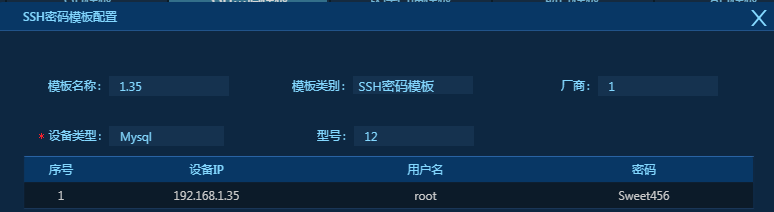 SSH密码模板配置
模板名称： 1.35 模板类别： SSH密码模板 厂商： 1
* 设备类型： Mysql 型号： 12
序号 设备IP 用户名 密码
1 192.168.1.35 root Sweet456